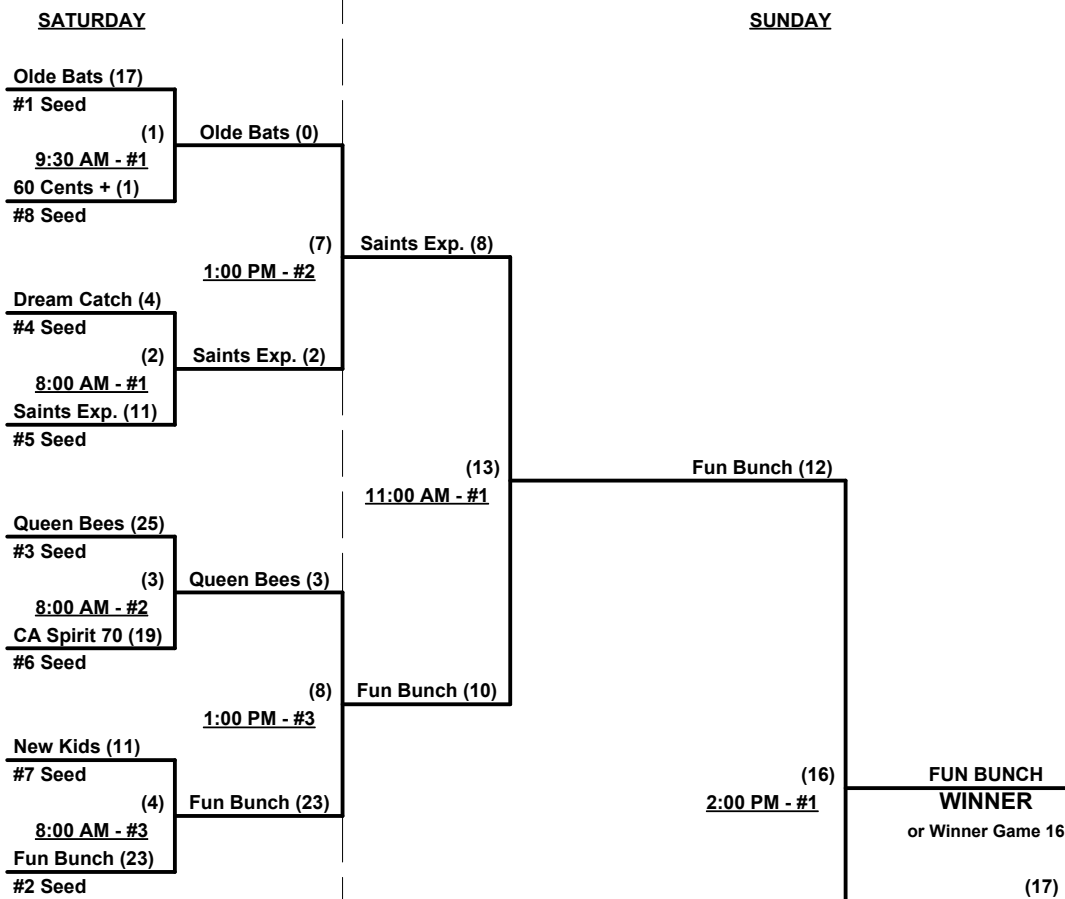 SATURDAY
SUNDAY
Olde Bats (17)
#1 Seed
(1)
Olde Bats (0)
9:30 AM - #1
60 Cents + (1)
#8 Seed
(7)
Saints Exp. (8)
1:00 PM - #2
Dream Catch (4)
#4 Seed
(2)
Saints Exp. (2)
8:00 AM - #1
Saints Exp. (11)
#5 Seed
(13)
Fun Bunch (12)
11:00 AM - #1
Queen Bees (25)
#3 Seed
(3)
Queen Bees (3)
8:00 AM - #2
CA Spirit 70 (19)
#6 Seed
(8)
Fun Bunch (10)
1:00 PM - #3
New Kids (11)
#7 Seed
(16)
FUN BUNCH
(4)
Fun Bunch (23)
2:00 PM - #1
WINNER
8:00 AM - #3
or Winner Game 16
Fun Bunch (23)
#2 Seed
(17)